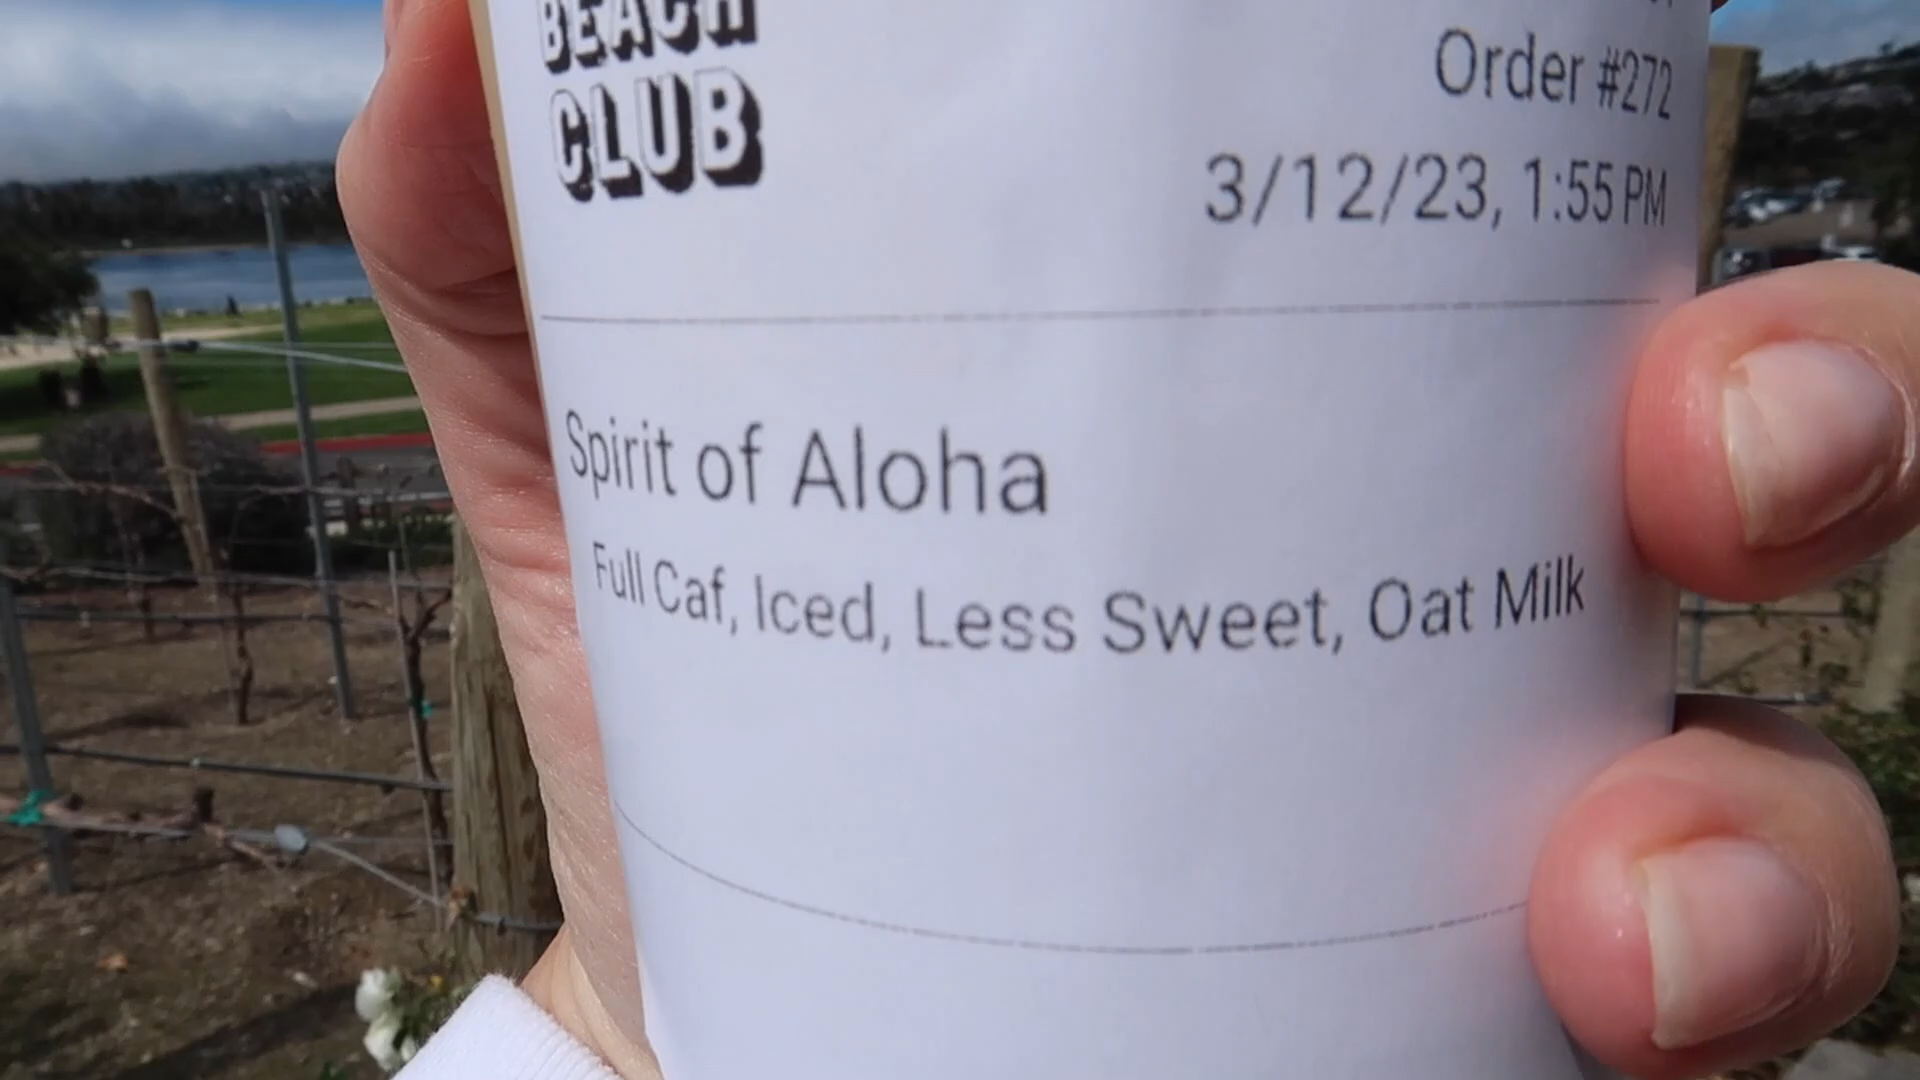 BEACH
CLUB
Order #272
3/12/23, 1:55 PM
Spirit of Aloha
Full Caf, Iced, Less Sweet, Oat Milk